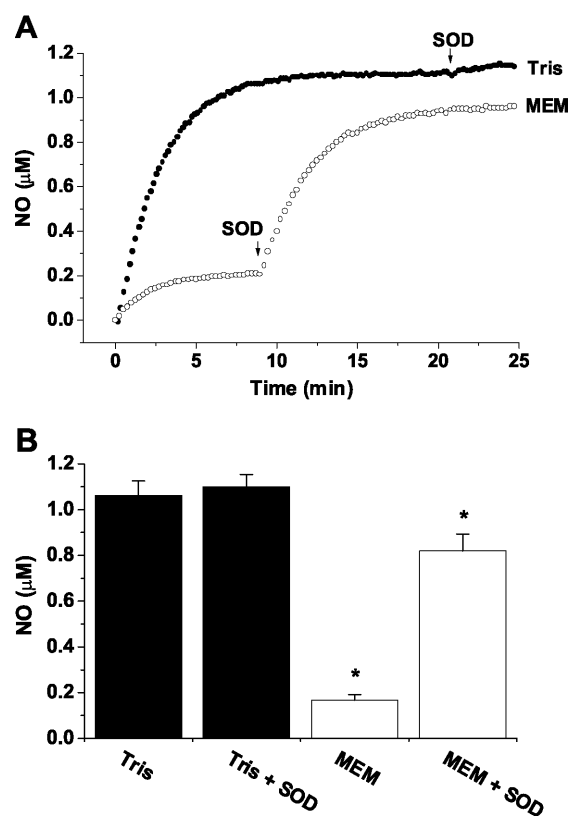 A
SOD
1.2
Tris
1.0
MEM
0.8
NO (μM)
0.6
0.4
SOD
0.2
0.0
0 5 10 15 20 25
Time (min)
B
1.2
1.0
*
0.8
NO (μM)
0.6
0.4
*
0.2
0.0
Tris
Tris + SOD
MEM
MEM + SOD